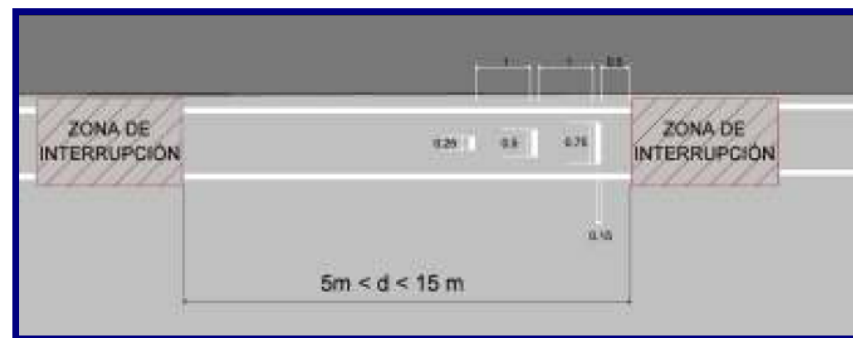 1
1
0.5
ZONA DE
INTERRUPCIÓN
0.25
0.5
0.75
ZONA DE
INTERRUPCIÓN
0.15
5m < d < 15 m